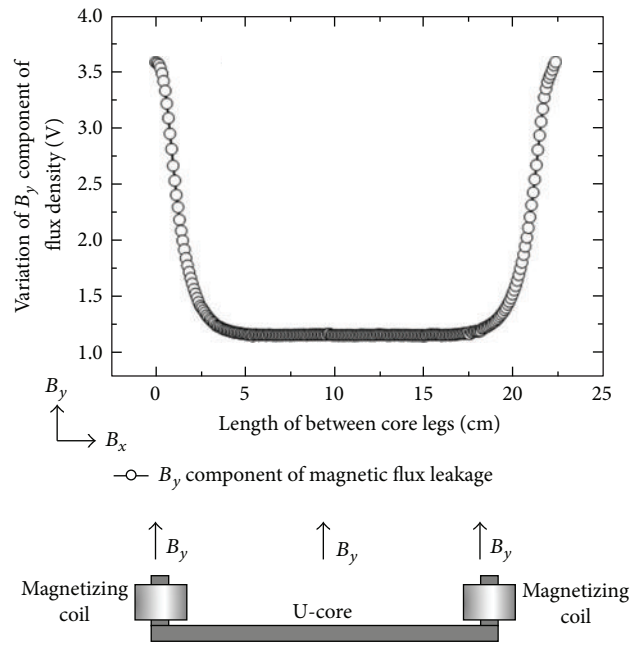 4.0
3.5
3.0
2.5
2.0
1.5
1.0
Variation of By component of
flux density (V)
0 5 10 15 20 25
Length of between core legs (cm)
By
Bx
By component of magnetic flux leakage
By By By
Magnetizing
coil
U-core
Magnetizing
coil